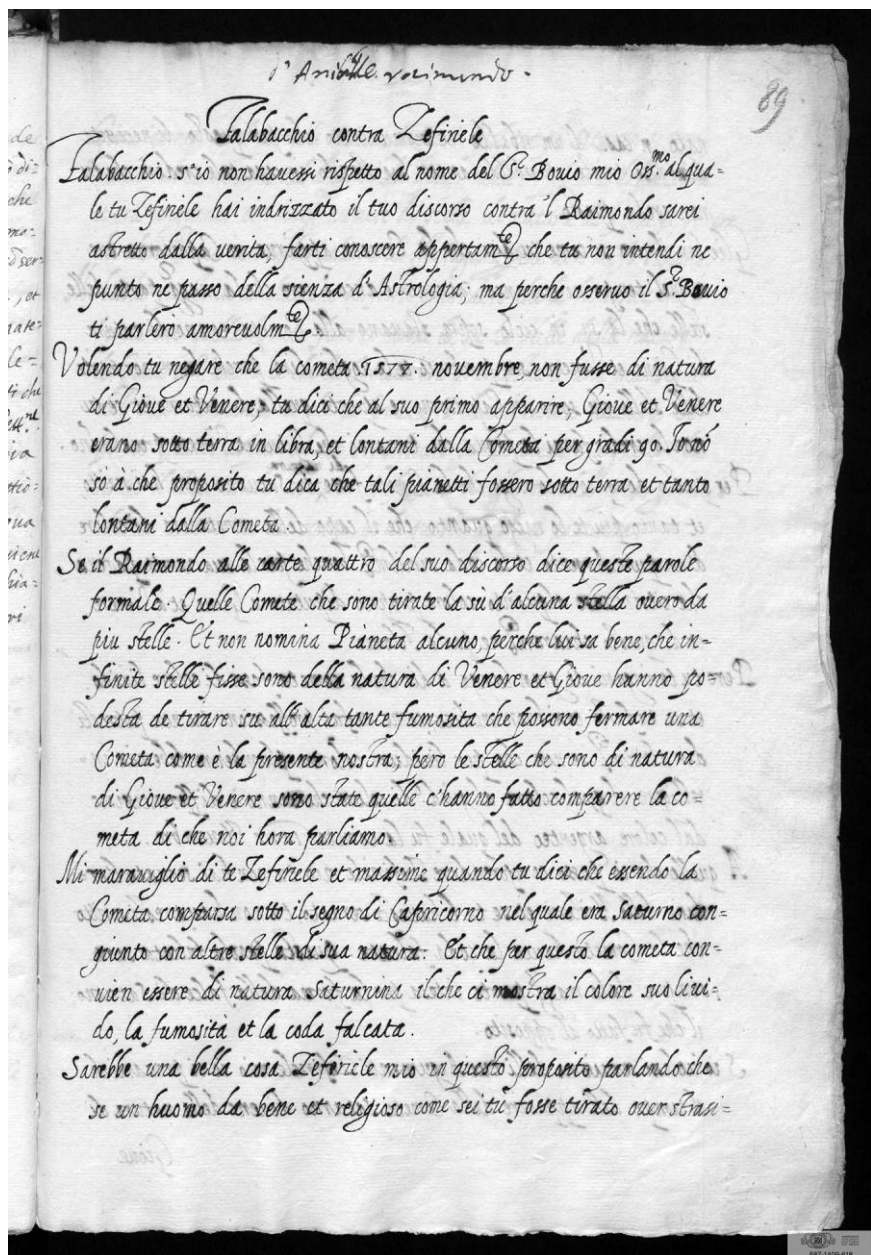 d'Anibale raimundo.
89
Falabacchio contra Zefiriele
Falabacchio. s'io non havessi rispetto al nome del S.r Bovio mio Oss.mo al qua-
le tu Zefiriele hai indrizzato il tuo discorso contra 'l Raimondo sarei
astretto dalla verita, farti conoscere appertam.te che tu non intendi ne
punto ne passo della scienza d'Astrologia; ma perche osservo il S.r Bovio
ti parlerò amorevolm.te
Volendo tu negare che la cometa .1577. novembre, non fusse di natura
di Giove et Venere; tu dici che al suo primo apparire, Giove et Venere
erano sotto terra in libra, et lontani dalla Cometa per gradi 90. Io nõ
sò à che proposito tu dica che tali pianetti fossero sotto terra et tanto
lontani dalla Cometa.
Se il Raimondo alle carte quattro del suo discorso dice queste parole
formale. Quelle Comete che sono tirate la sù d'alcuna stella overo da
piu stelle. Et non nomina Pianeta alcuno, perche lui sa bene, che in-
finite stelle fisse sono della natura di Venere et Giove hanno po-
desta de tirare su all'alta tante fumosita che possono fermare una
Cometa come è la presente nostra; pero le stelle che sono di natura
di Giove et Venere sono state quelle c'hanno fatto comparere la co-
meta di che noi hora parliamo.
Mi maraviglio di te Zefiriele et massime quando tu dici che essendo la
Cometa comparsa sotto il segno di Capricorno nel quale era Saturno con-
giunto con altre stelle di sua natura. Et che per questo la cometa con-
vien essere di natura Saturnina il che ci mostra il colore suo livi-
do, la fumosità et la coda falcata.
Sarebbe una bella cosa Zefiriele mio in questo proposito parlando che
se un huomo da bene et religioso come sei tù fosse tirato over strasi-